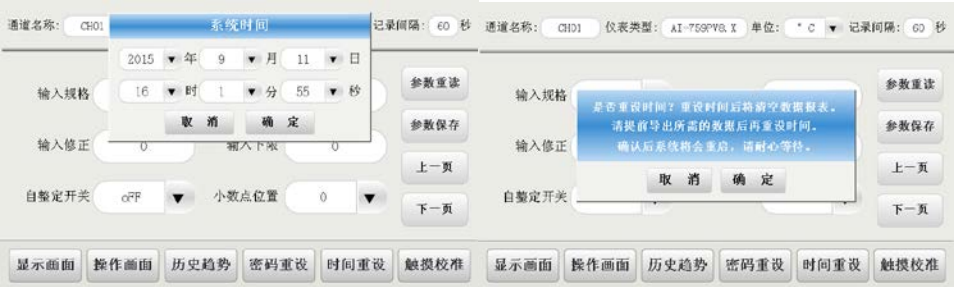 通道名称: CH01
系统时间
记录间隔: 60 秒
2015 年 9 月 11 日
16 时 1 分 55 秒
取 消 确 定
输入规格
参数重读
参数保存
输入修正 0 输入下限 0
上一页
自整定开关 oFF 小数点位置 0
下一页
显示画面 操作画面 历史趋势 密码重设 时间重设 触摸校准
通道名称: CH01 仪表类型: AI-759PV8.X 单位: ° C 记录间隔: 60 秒
输入规格
参数重读
是否重设时间?重设时间后将清空数据报表。
请提前导出所需的数据后再重设时间。
确认后系统将会重启,请耐心等待。
取 消 确 定
参数保存
输入修正
上一页
自整定开关
下一页
显示画面 操作画面 历史趋势 密码重设 时间重设 触摸校准